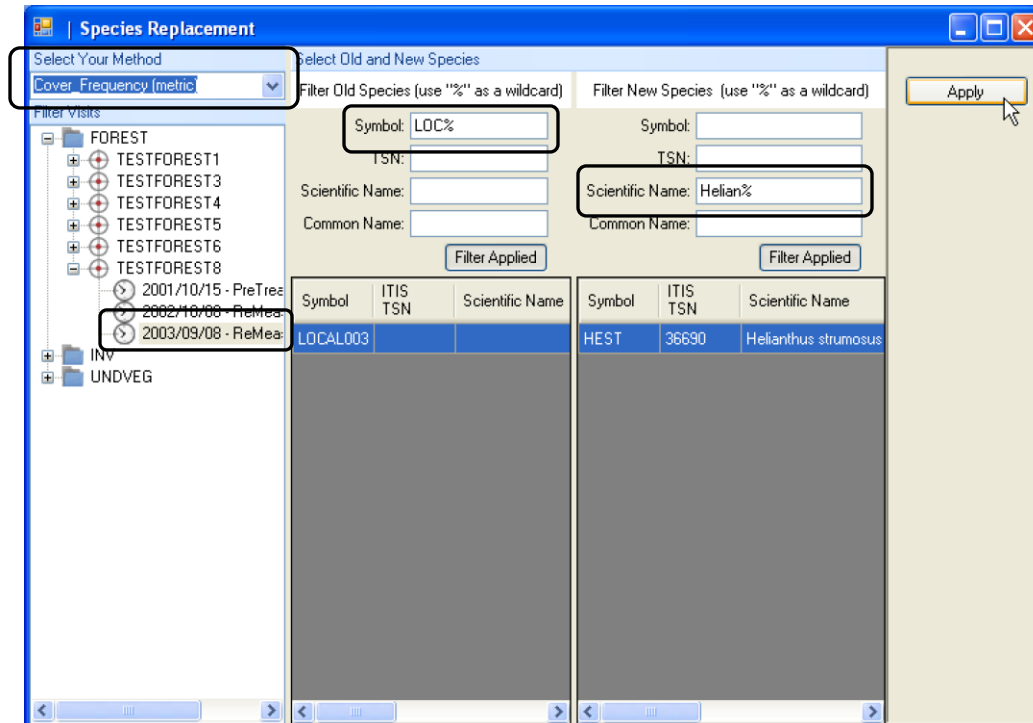 | Species Replacement
Select Your Method
Cover_Frequency (metric)
Filter Visits
FOREST
TESTFOREST1
TESTFOREST3
TESTFOREST4
TESTFOREST5
TESTFOREST6
TESTFOREST8
2001/10/15 - PreTrea
2002/10/08 - ReMea
2003/09/08 - ReMea
INV
UNDVEG
Select Old and New Species
Filter Old Species (use "%" as a wildcard)
Symbol: LOC%
TSN:
Scientific Name:
Common Name:
Filter Applied
Symbol ITIS TSN Scientific Name
LOCAL003
Filter New Species (use "%" as a wildcard)
Symbol:
TSN:
Scientific Name: Helian%
Common Name:
Filter Applied
Symbol ITIS TSN Scientific Name
HEST 36690 Helianthus strumosus
Apply